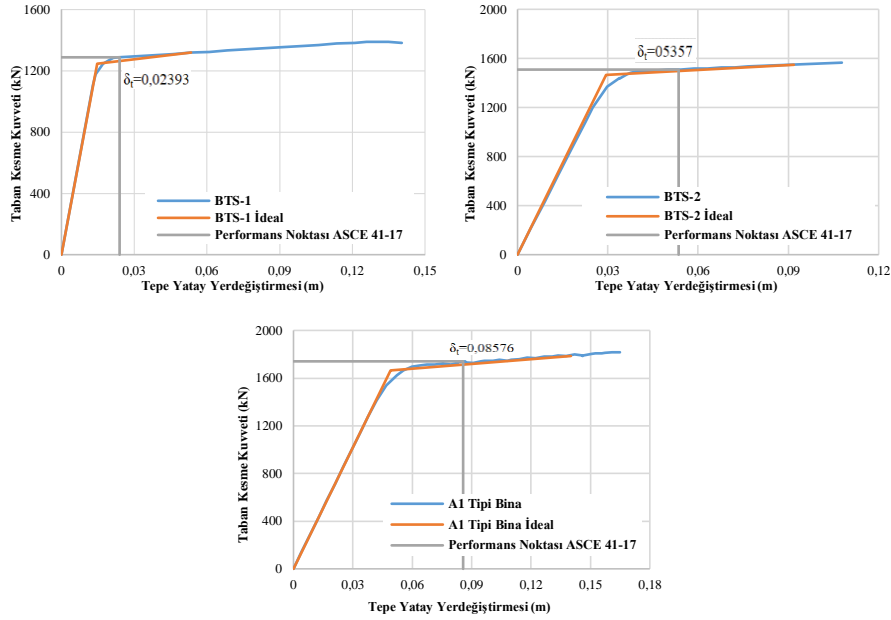 1600
1200
800
400
0
Taban Kesme Kuvveti (kN)
δt=0,02393
BTS-1
BTS-1 İdeal
Performans Noktası ASCE 41-17
0 0,03 0,06 0,09 0,12 0,15
Tepe Yatay Yerdeğiştirmesi (m)
2000
1600
1200
800
400
0
Taban Kesme Kuvveti (kN)
δt=05357
BTS-2
BTS-2 İdeal
Performans Noktası ASCE 41-17
0 0,03 0,06 0,09 0,12
Tepe Yatay Yerdeğiştirmesi (m)
2000
1600
1200
800
400
0
Taban Kesme Kuvveti (kN)
δt=0,08576
A1 Tipi Bina
A1 Tipi Bina İdeal
Performans Noktası ASCE 41-17
0 0,03 0,06 0,09 0,12 0,15 0,18
Tepe Yatay Yerdeğiştirmesi (m)